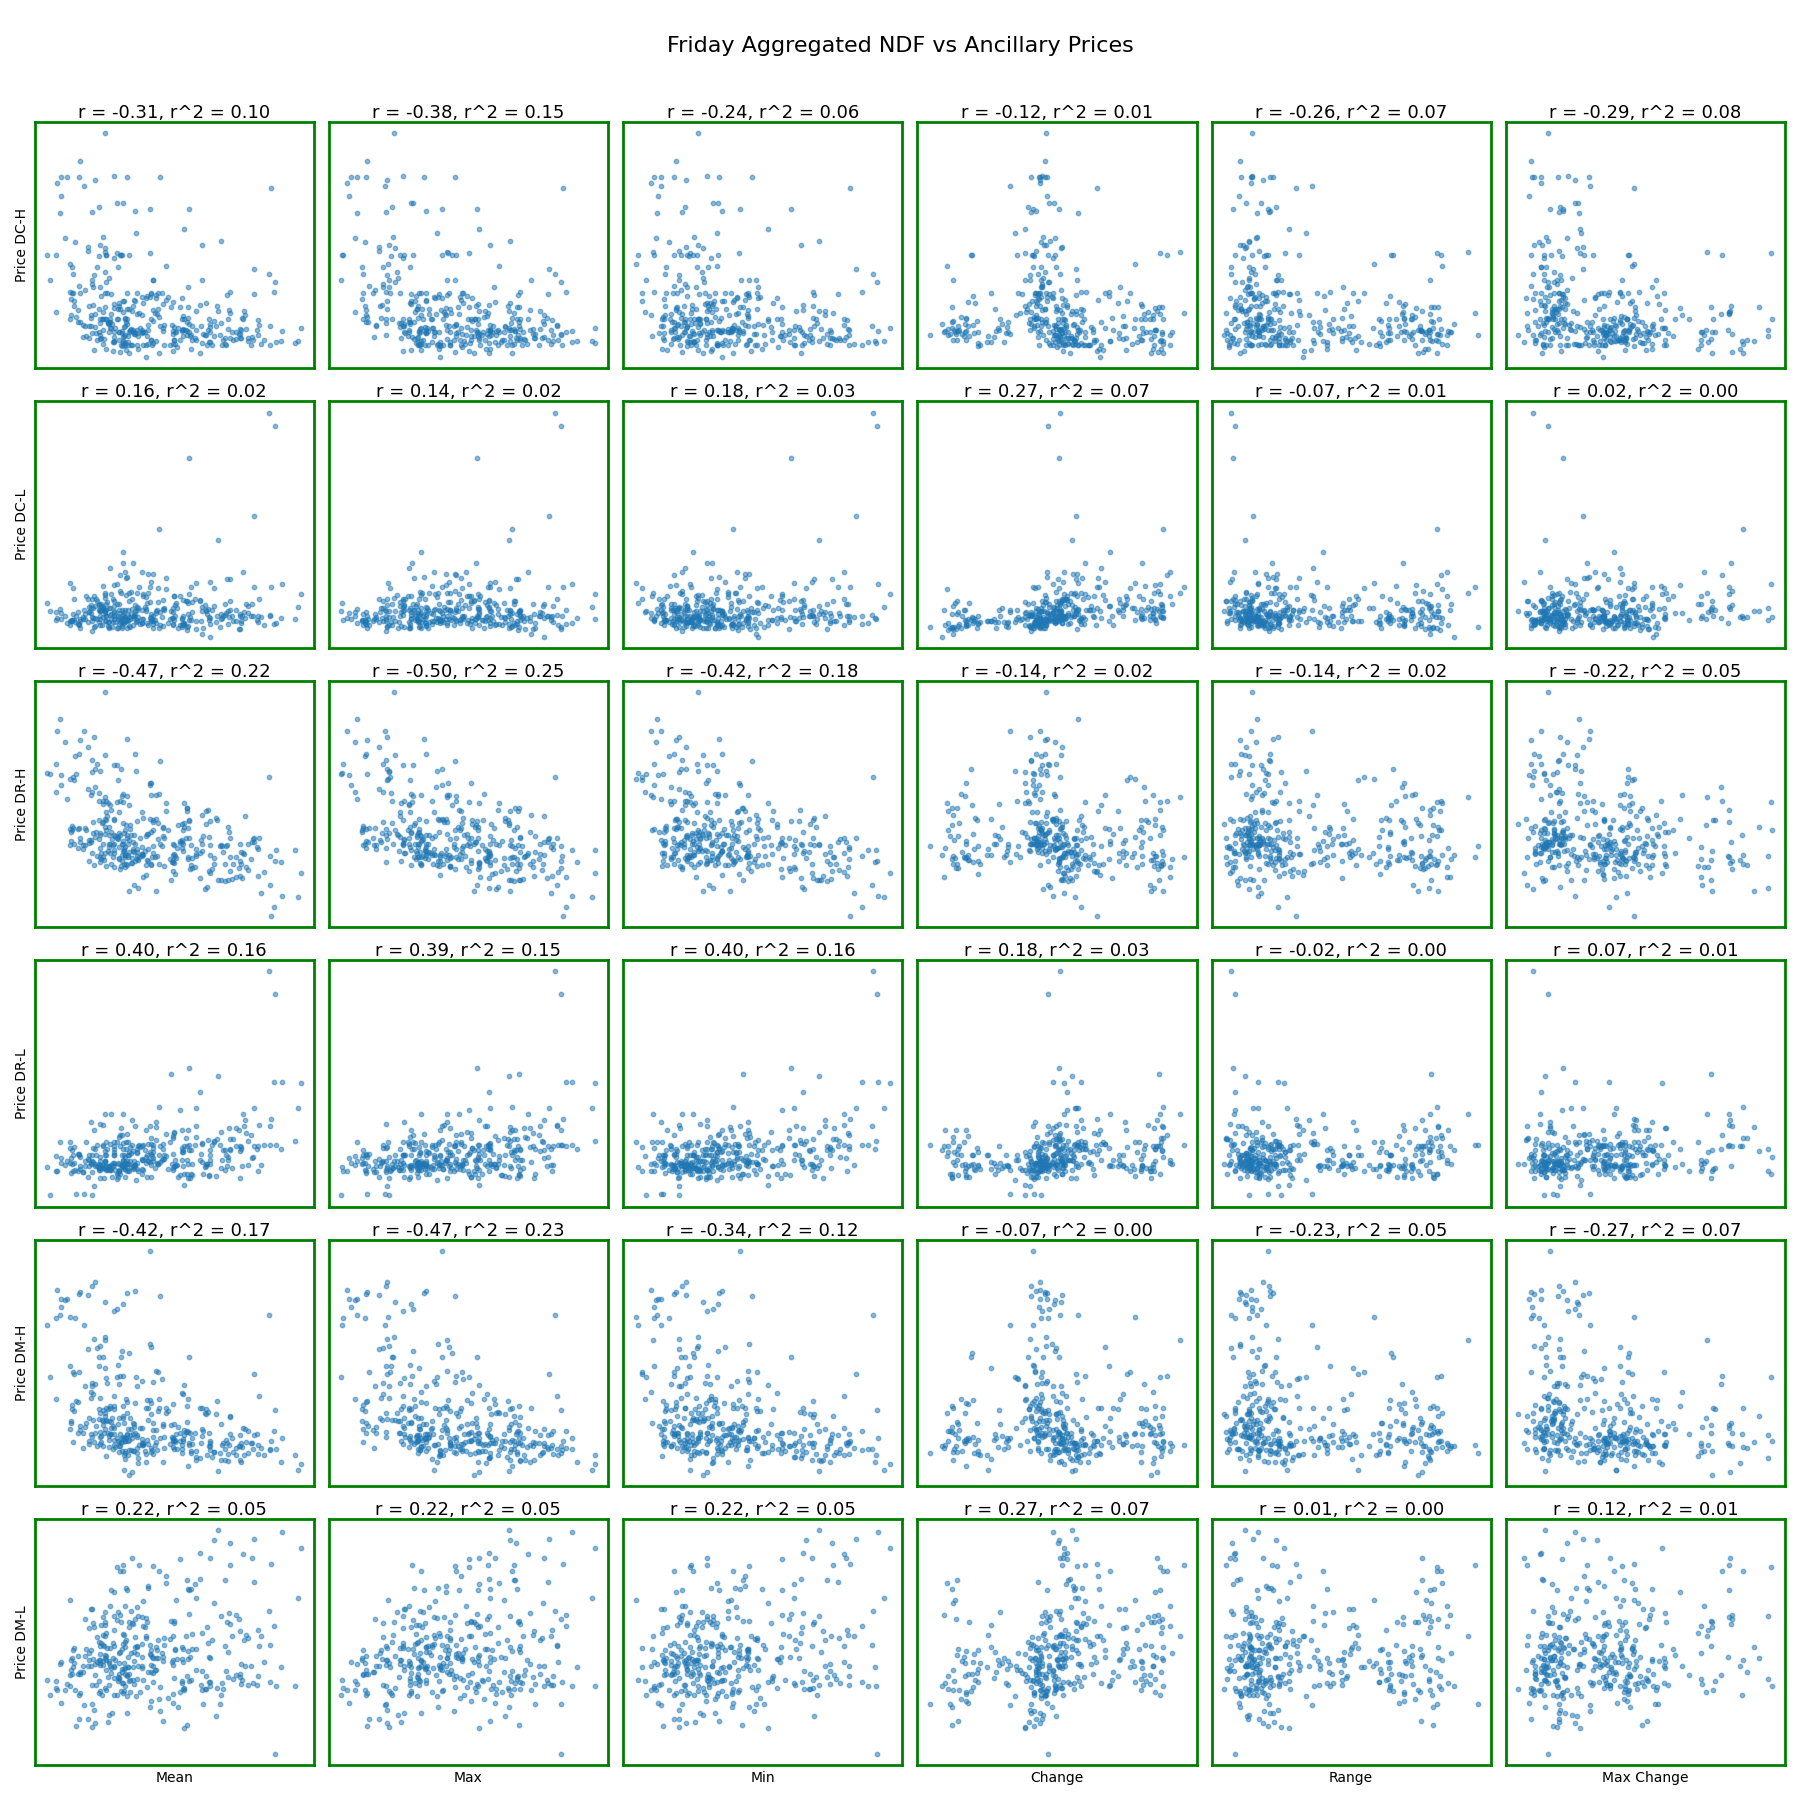 Friday Aggregated NDF vs Ancillary Prices
r = -0.31, r^2 = 0.10
r = -0.38, r^2 = 0.15
r = -0.24, r^2 = 0.06
r = -0.12, r^2 = 0.01
r = -0.26, r^2 = 0.07
r = -0.29, r^2 = 0.08
Price DC-H
r = 0.16, r^2 = 0.02
r = 0.14, r^2 = 0.02
r = 0.18, r^2 = 0.03
r = 0.27, r^2 = 0.07
r = -0.07, r^2 = 0.01
r = 0.02, r^2 = 0.00
Price DC-L
r = -0.47, r^2 = 0.22
r = -0.50, r^2 = 0.25
r = -0.42, r^2 = 0.18
r = -0.14, r^2 = 0.02
r = -0.14, r^2 = 0.02
r = -0.22, r^2 = 0.05
Price DR-H
r = 0.40, r^2 = 0.16
r = 0.39, r^2 = 0.15
r = 0.40, r^2 = 0.16
r = 0.18, r^2 = 0.03
r = -0.02, r^2 = 0.00
r = 0.07, r^2 = 0.01
Price DR-L
r = -0.42, r^2 = 0.17
r = -0.47, r^2 = 0.23
r = -0.34, r^2 = 0.12
r = -0.07, r^2 = 0.00
r = -0.23, r^2 = 0.05
r = -0.27, r^2 = 0.07
Price DM-H
r = 0.22, r^2 = 0.05
r = 0.22, r^2 = 0.05
r = 0.22, r^2 = 0.05
r = 0.27, r^2 = 0.07
r = 0.01, r^2 = 0.00
r = 0.12, r^2 = 0.01
Price DM-L
Mean
Max
Min
Change
Range
Max Change